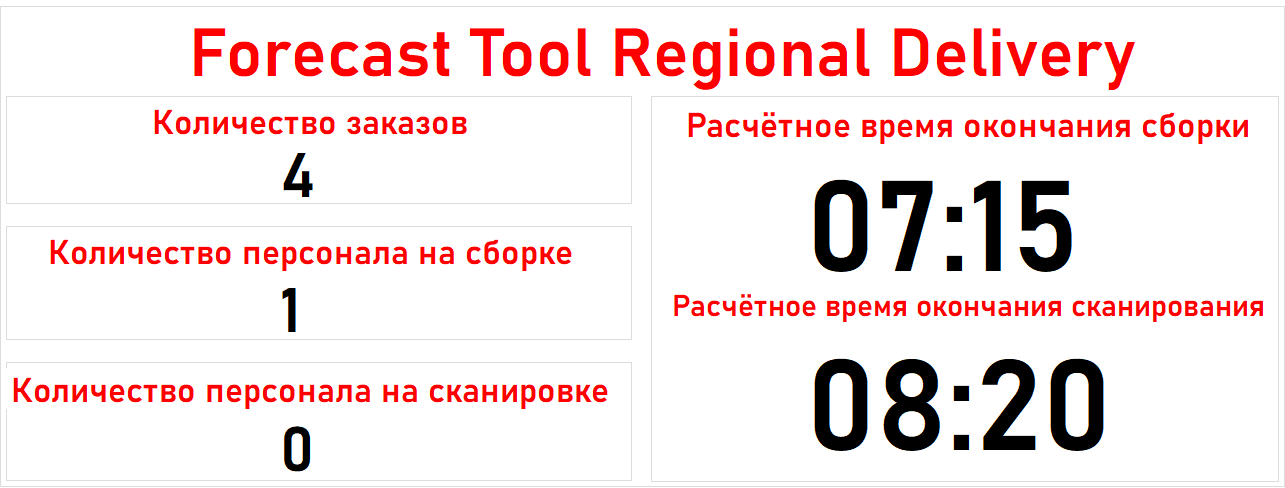 Forecast Tool Regional Delivery
Количество заказов
4
Количество персонала на сборке
1
Количество персонала на сканировке
0
Расчётное время окончания сборки
07:15
Расчётное время окончания сканирования
08:20